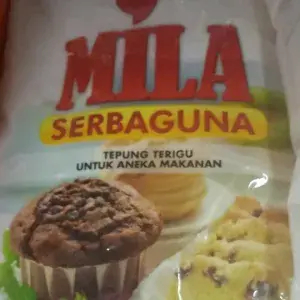 MILA
SERBAGUNA
TEPUNG TERIGU
UNTUK ANEKA MAKANAN